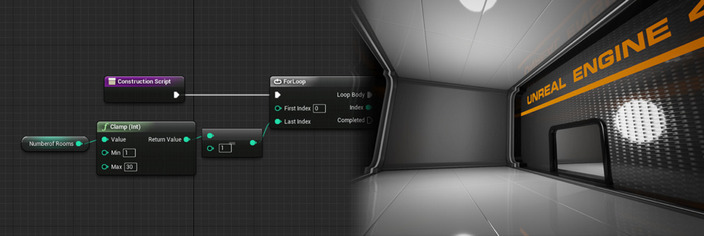 Construction Script
ForLoop
Loop Body
First Index 0
Index
Last Index
Completed
Clamp (Int)
Value
Return Value
Min 1
Max 30
Numberof Rooms
1
UNREAL ENGINE 4